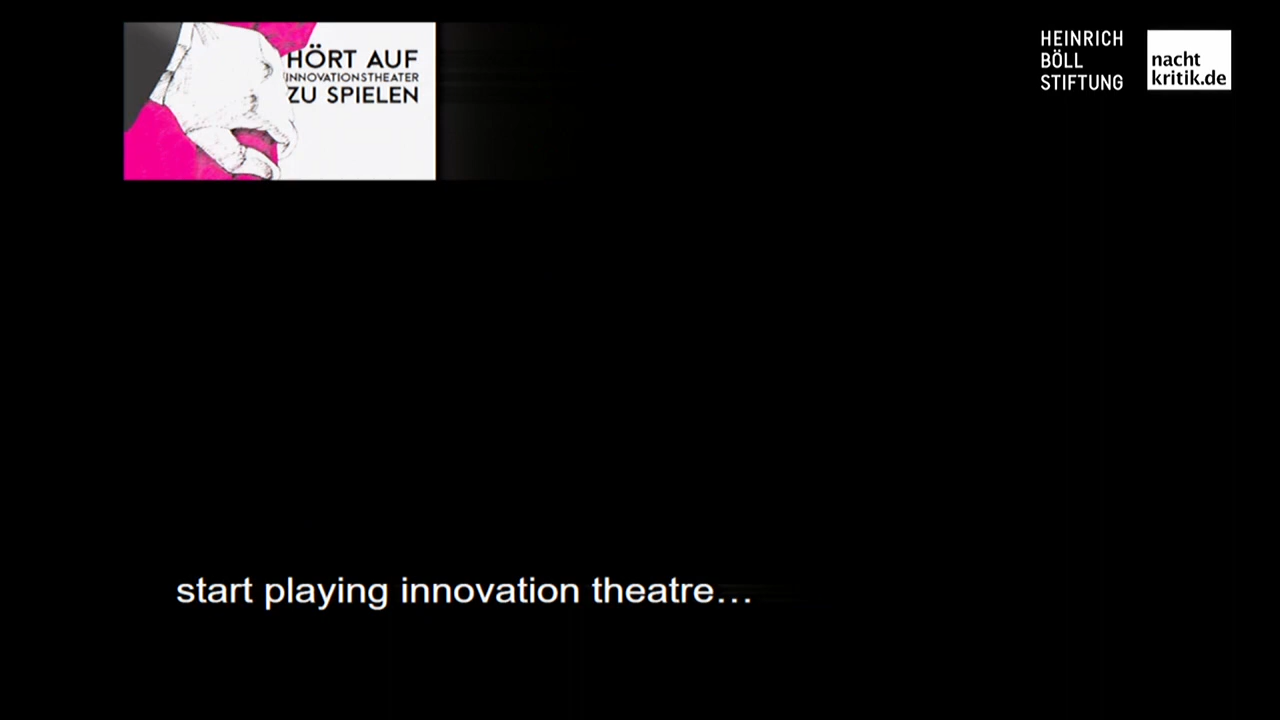 HÖRT AUF
INNOVATIONSTHEATER
ZU SPIELEN
HEINRICH
BÖLL
STIFTUNG
nacht
kritik.de
start playing innovation theatre…